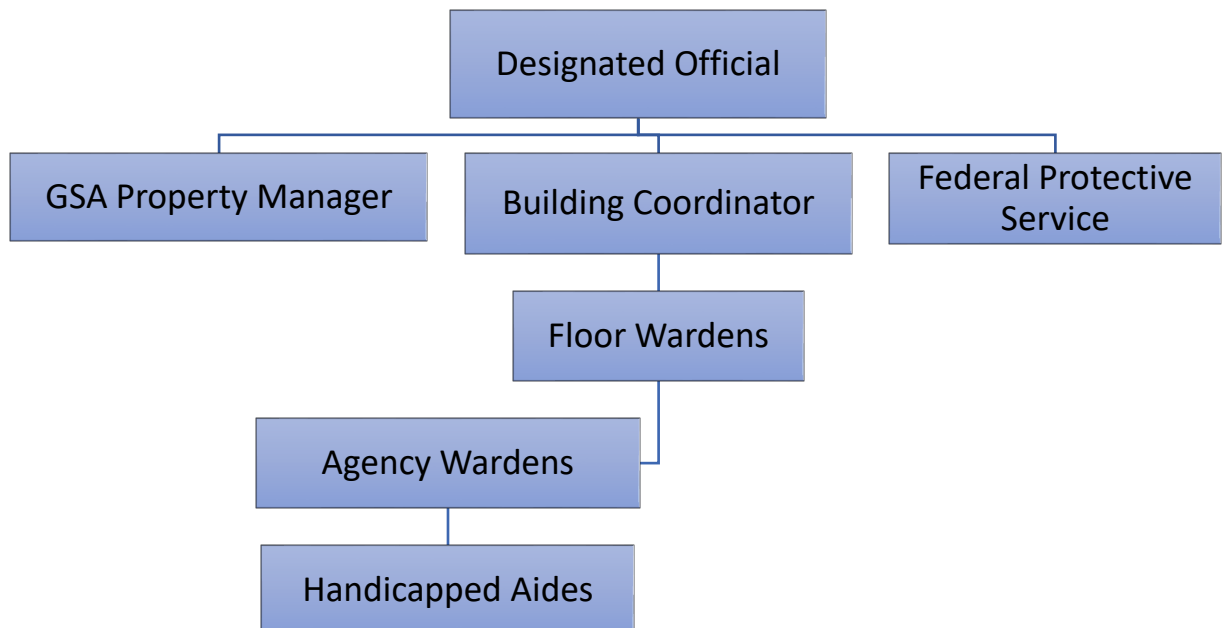 Designated Official
GSA Property Manager
Building Coordinator
Federal Protective
Service
Floor Wardens
Agency Wardens
Handicapped Aides